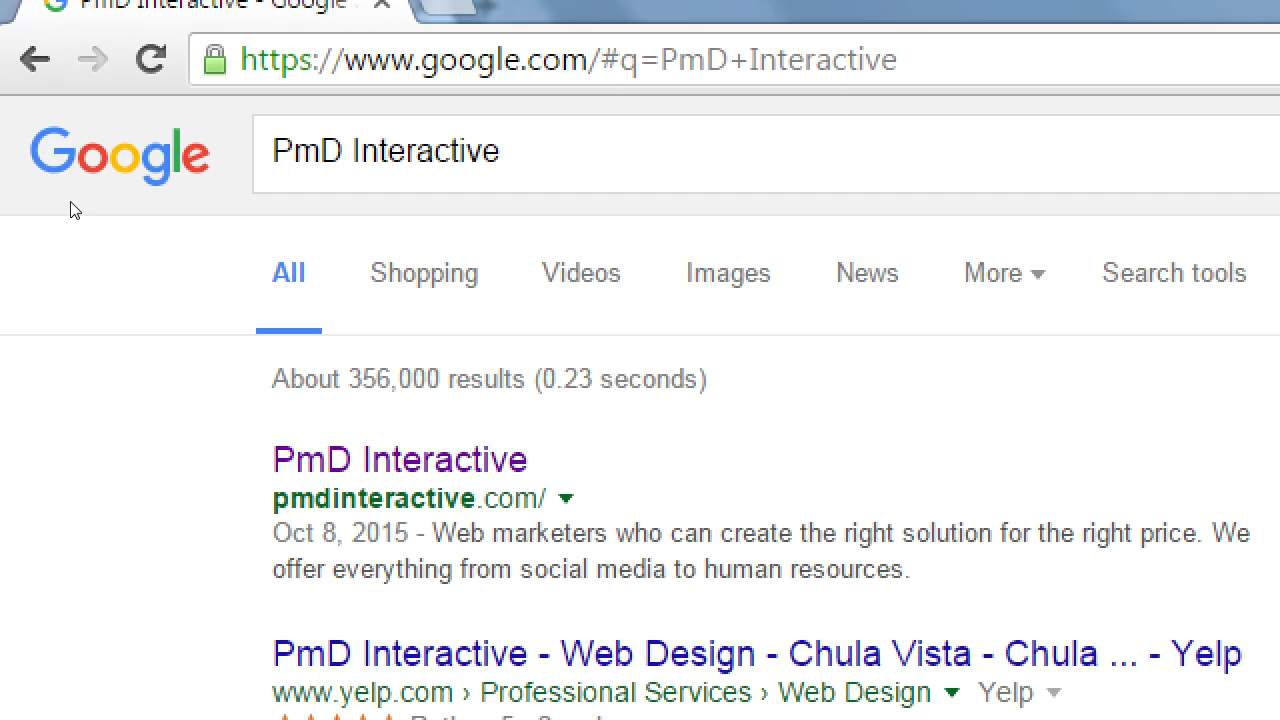 PmD Interactive - Google
https://www.google.com/#q=PmD+Interactive
Google
PmD Interactive
All Shopping Videos Images News More Search tools
About 356,000 results (0.23 seconds)
PmD Interactive
pmdinteractive.com/
Oct 8, 2015 - Web marketers who can create the right solution for the right price. We
offer everything from social media to human resources.
PmD Interactive - Web Design - Chula Vista - Chula ... - Yelp
www.yelp.com › Professional Services › Web Design Yelp